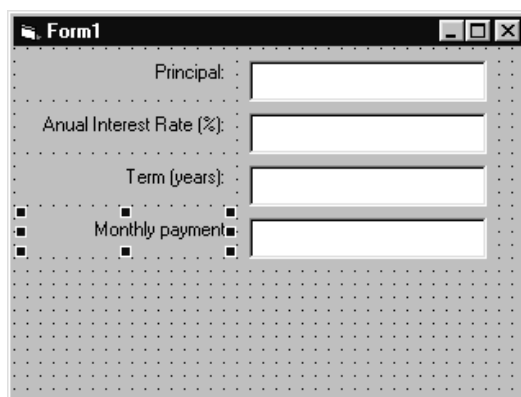 Form1
Principal:
Anual Interest Rate (%):
Term (years):
Monthly payment